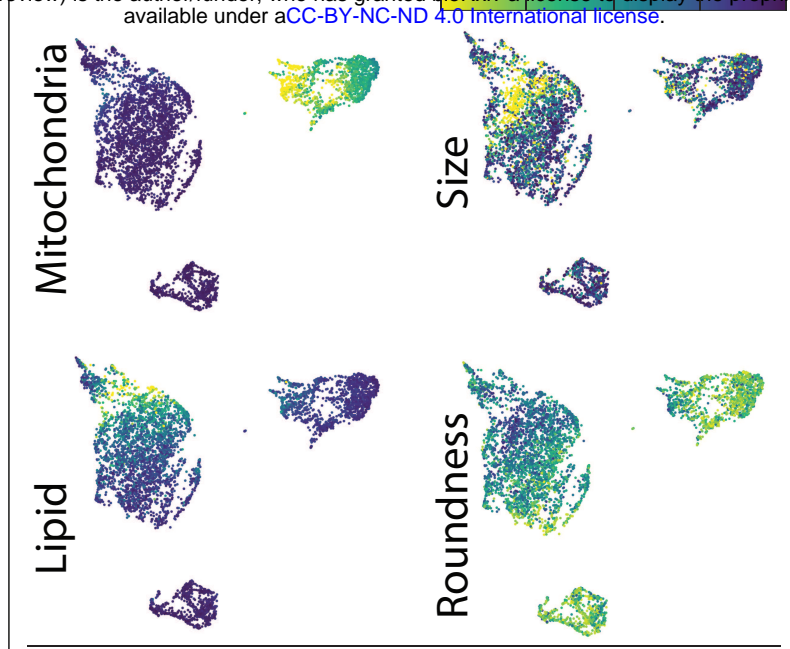 available under aCC-BY-NC-ND 4.0 International license.
Mitochondria
Size
Lipid
Roundness